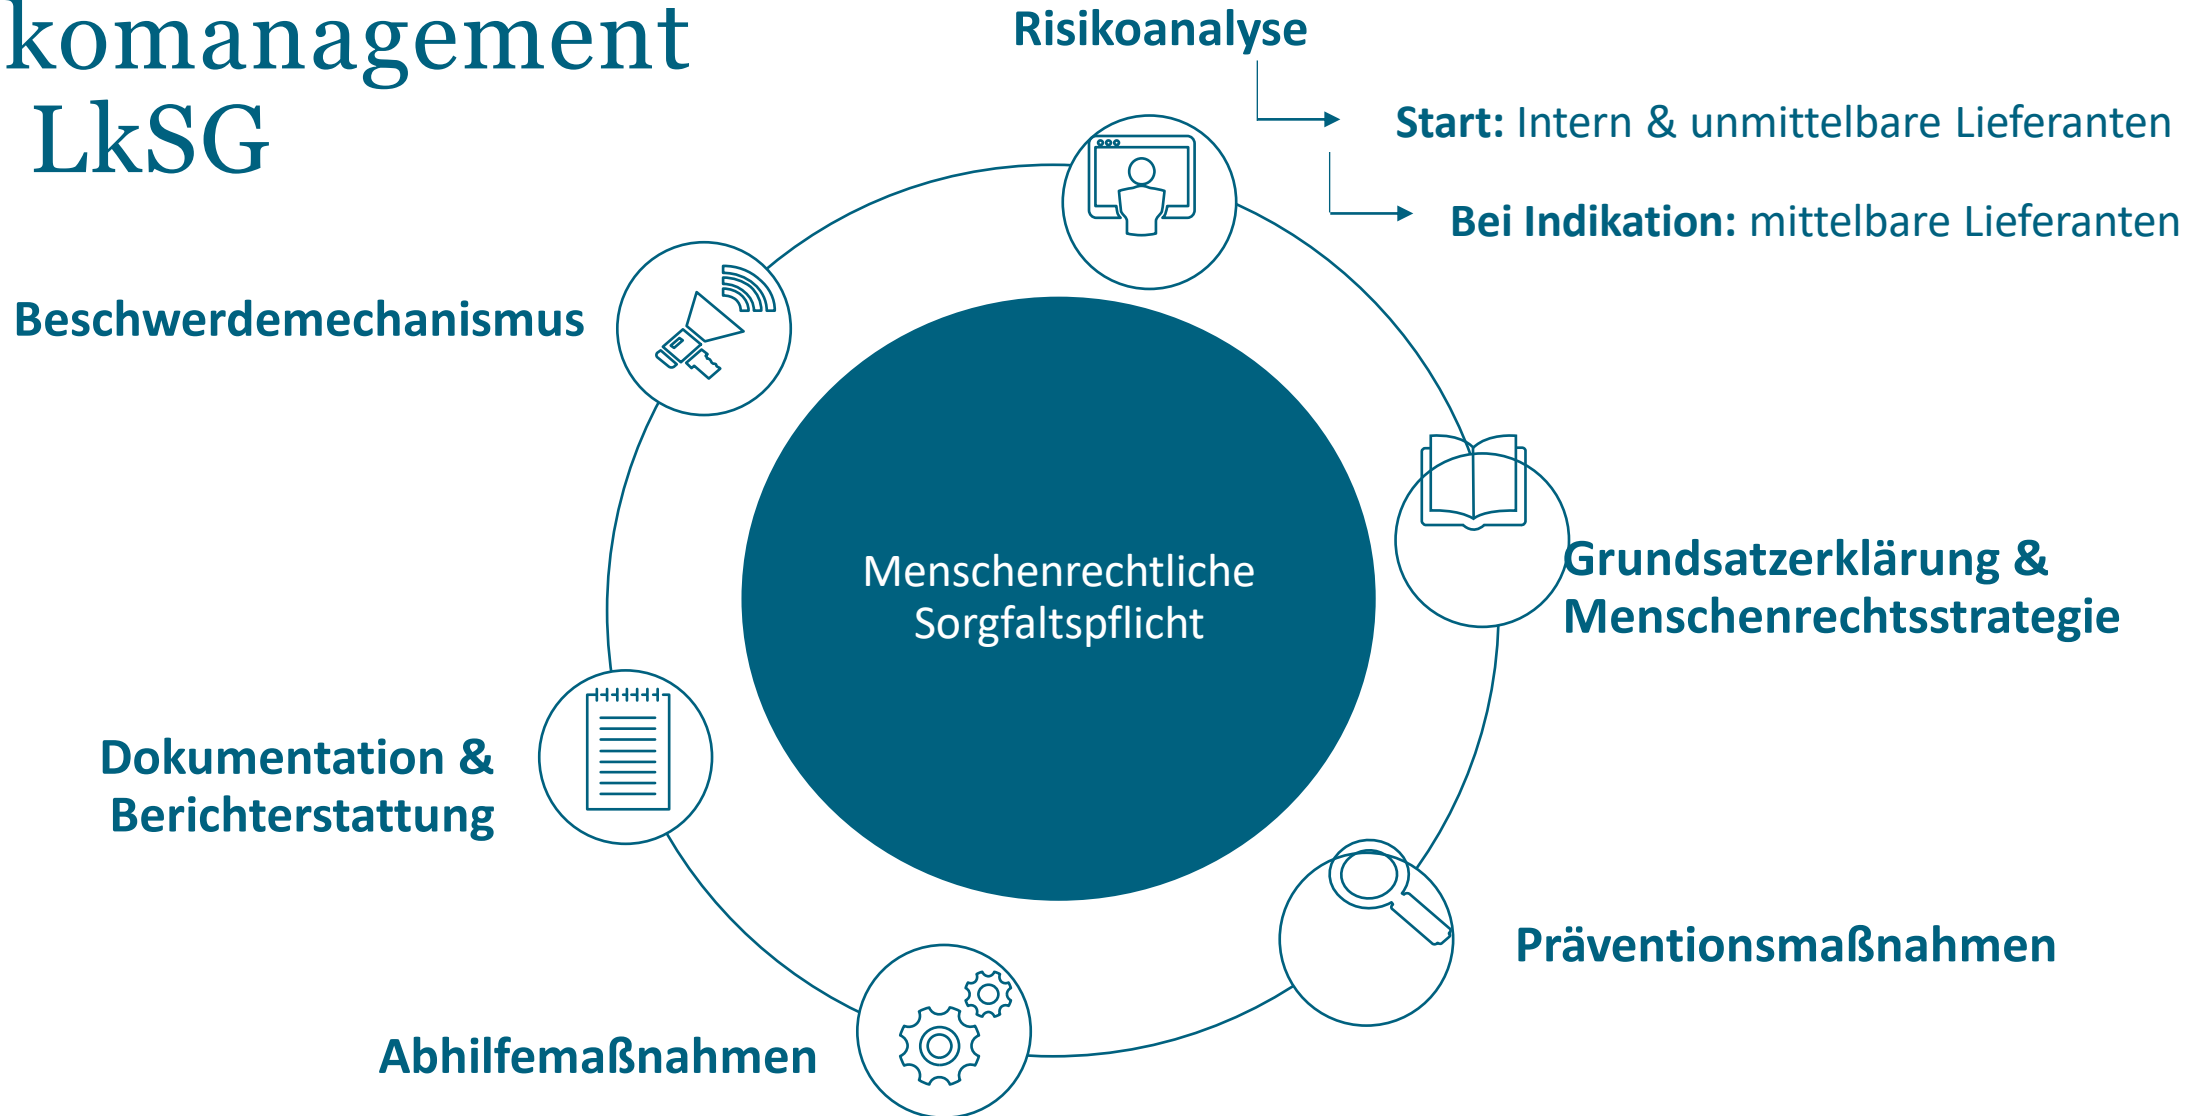 komanagement
LkSG
Risikoanalyse
Start: Intern & unmittelbare Lieferanten
Bei Indikation: mittelbare Lieferanten
Beschwerdemechanismus
Menschenrechtliche
Sorgfaltspflicht
Grundsatzerklärung &
Menschenrechtsstrategie
Dokumentation &
Berichterstattung
Präventionsmaßnahmen
Abhilfemaßnahmen